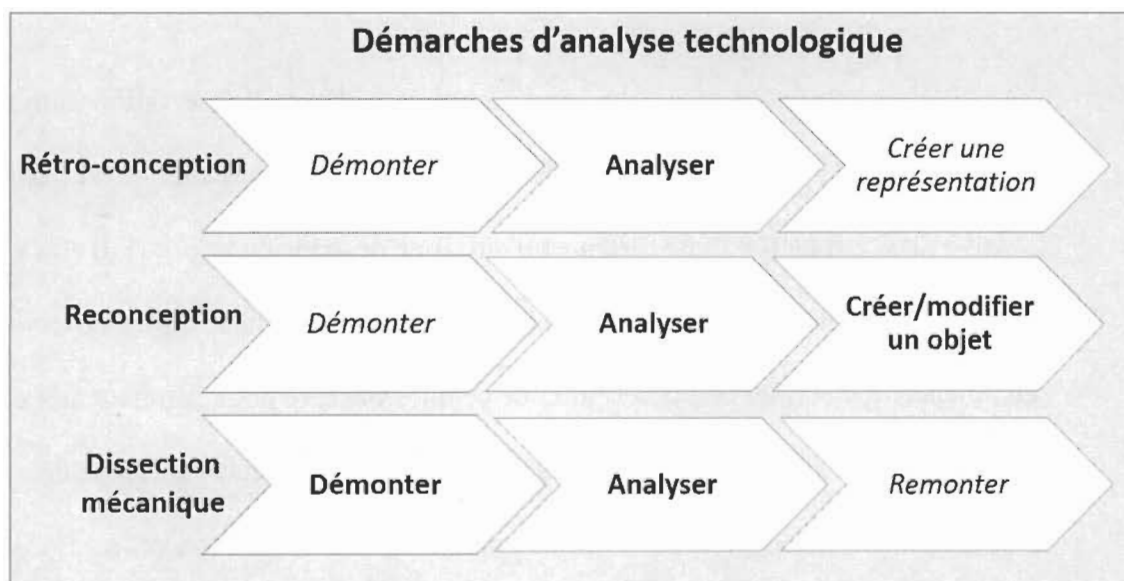 Démarches d'analyse technologique
Rétro-conception
Démonter
Analyser
Créer une
représentation
Reconception
Démonter
Analyser
Créer/modifier
un objet
Dissection
mécanique
Démonter
Analyser
Remonter